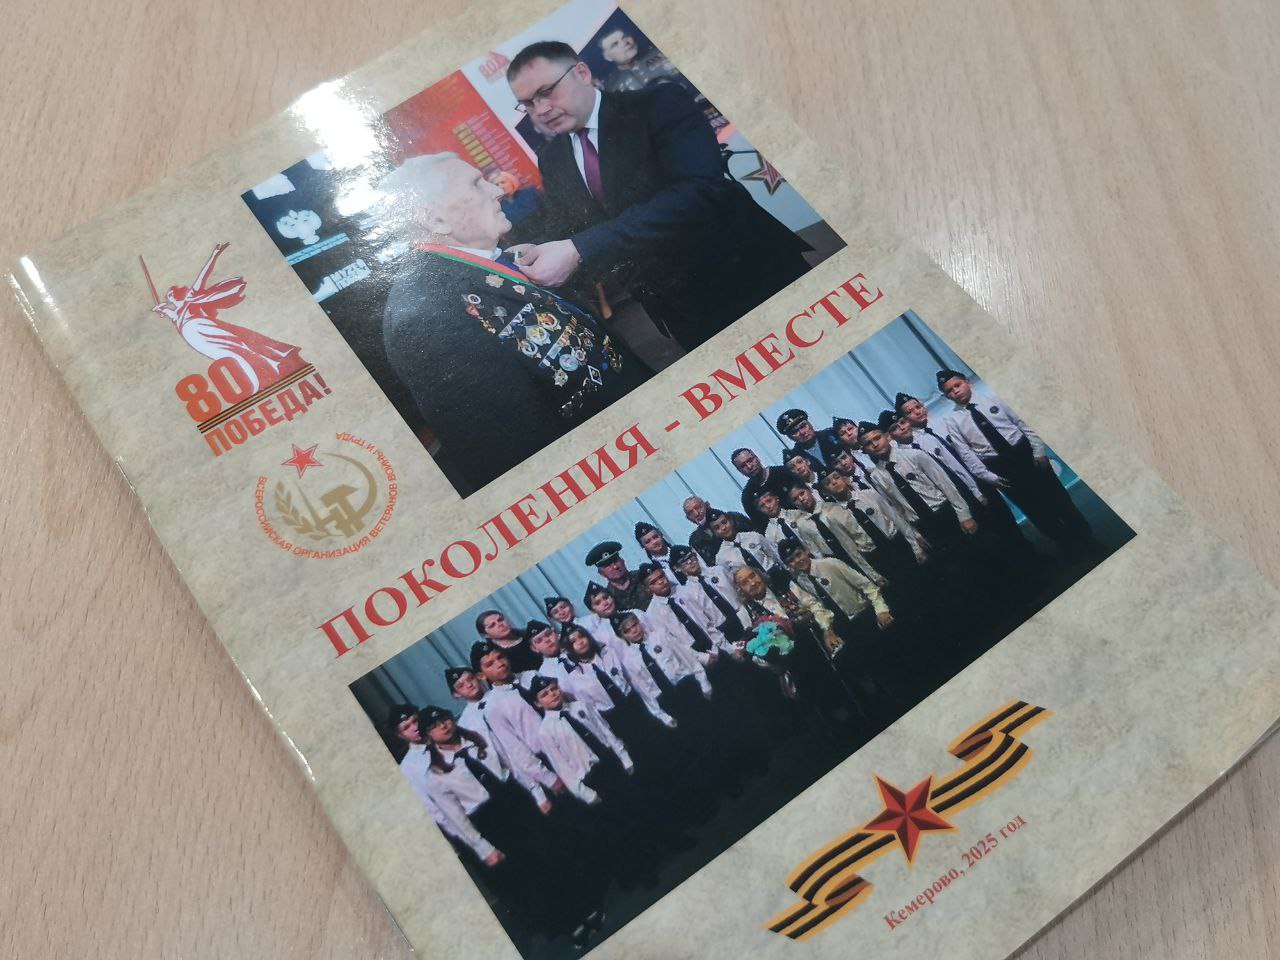 80
ПОБЕДА!
ВСЕРОССИЙСКАЯ ОРГАНИЗАЦИЯ ВЕТЕРАНОВ ВОЙНЫ И ТРУДА
ПОКОЛЕНИЯ - ВМЕСТЕ
Кемерово, 2025 год